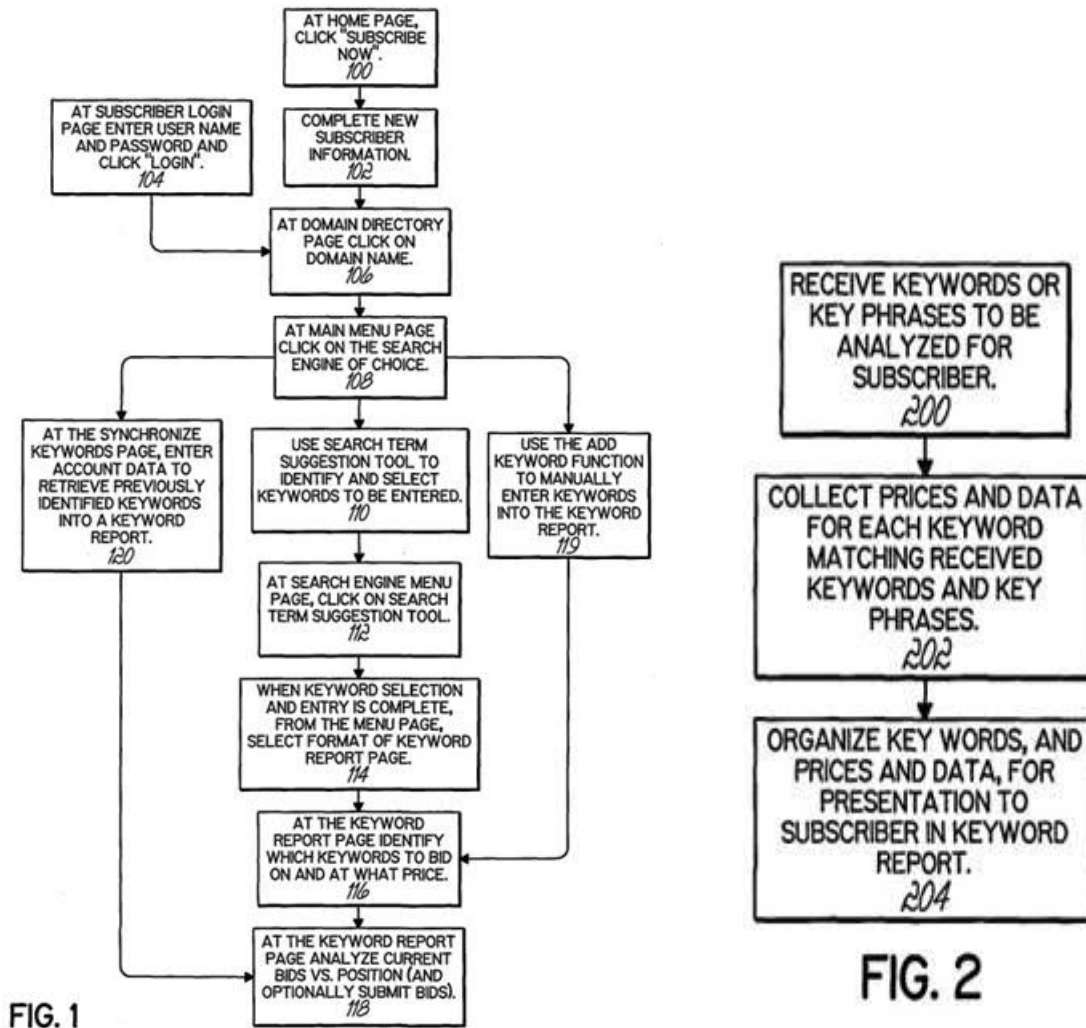 AT HOME PAGE,
CLICK "SUBSCRIBE
NOW".
100
AT SUBSCRIBER LOGIN
PAGE ENTER USER NAME
AND PASSWORD AND
CLICK "LOGIN".
104
COMPLETE NEW
SUBSCRIBER
INFORMATION.
102
AT DOMAIN DIRECTORY
PAGE CLICK ON
DOMAIN NAME.
106
AT MAIN MENU PAGE
CLICK ON THE SEARCH
ENGINE OF CHOICE.
108
AT THE SYNCHRONIZE
KEYWORDS PAGE, ENTER
ACCOUNT DATA TO
RETRIEVE PREVIOUSLY
IDENTIFIED KEYWORDS
INTO A KEYWORD
REPORT.
120
USE SEARCH TERM
SUGGESTION TOOL TO
IDENTIFY AND SELECT
KEYWORDS TO BE ENTERED.
110
USE THE ADD
KEYWORD FUNCTION
TO MANUALLY
ENTER KEYWORDS
INTO THE KEYWORD
REPORT.
119
AT SEARCH ENGINE MENU
PAGE, CLICK ON SEARCH
TERM SUGGESTION TOOL.
112
WHEN KEYWORD SELECTION
AND ENTRY IS COMPLETE,
FROM THE MENU PAGE,
SELECT FORMAT OF KEYWORD
REPORT PAGE.
114
AT THE KEYWORD
REPORT PAGE IDENTIFY
WHICH KEYWORDS TO BID
ON AND AT WHAT PRICE.
116
AT THE KEYWORD REPORT
PAGE ANALYZE CURRENT
BIDS VS. POSITION (AND
OPTIONALLY SUBMIT BIDS).
118
FIG. 1
RECEIVE KEYWORDS OR
KEY PHRASES TO BE
ANALYZED FOR
SUBSCRIBER.
200
COLLECT PRICES AND DATA
FOR EACH KEYWORD
MATCHING RECEIVED
KEYWORDS AND KEY
PHRASES.
202
ORGANIZE KEY WORDS, AND
PRICES AND DATA, FOR
PRESENTATION TO
SUBSCRIBER IN KEYWORD
REPORT.
204
FIG. 2